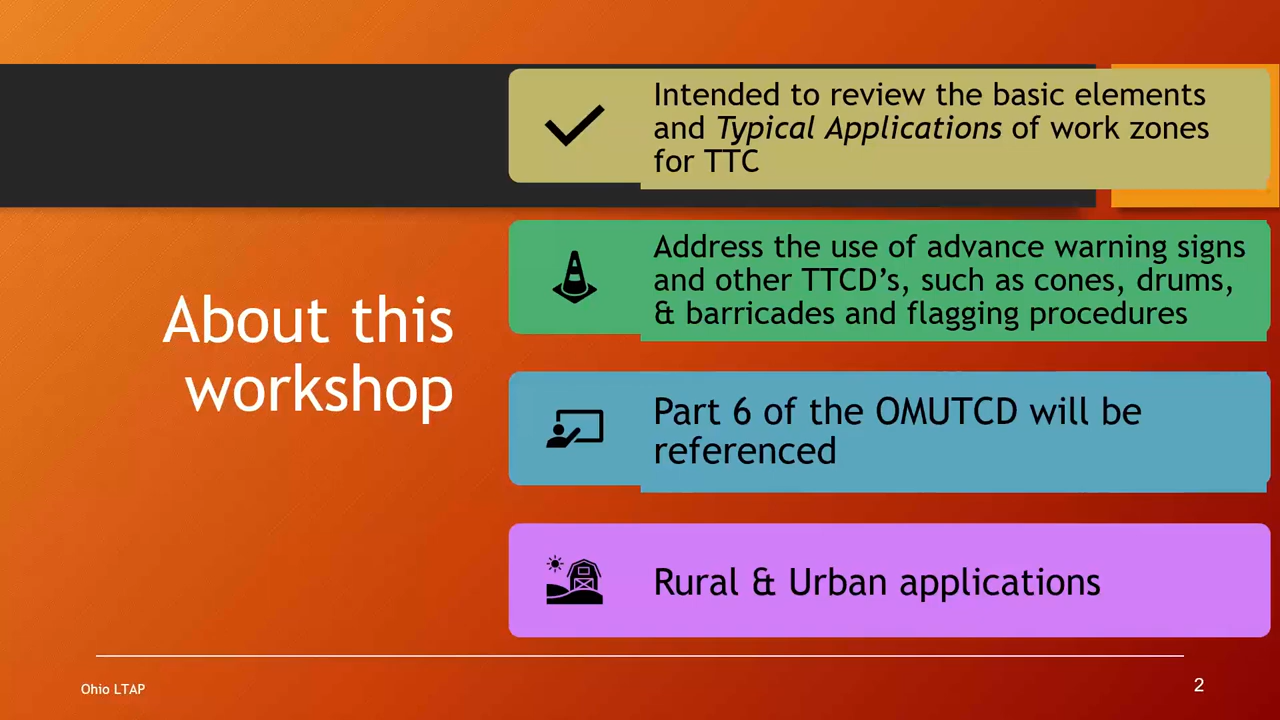 About this
workshop
Intended to review the basic elements
and Typical Applications of work zones
for TTC
Address the use of advance warning signs
and other TTCD’s, such as cones, drums,
& barricades and flagging procedures
Part 6 of the OMUTCD will be
referenced
Rural & Urban applications
Ohio LTAP
2